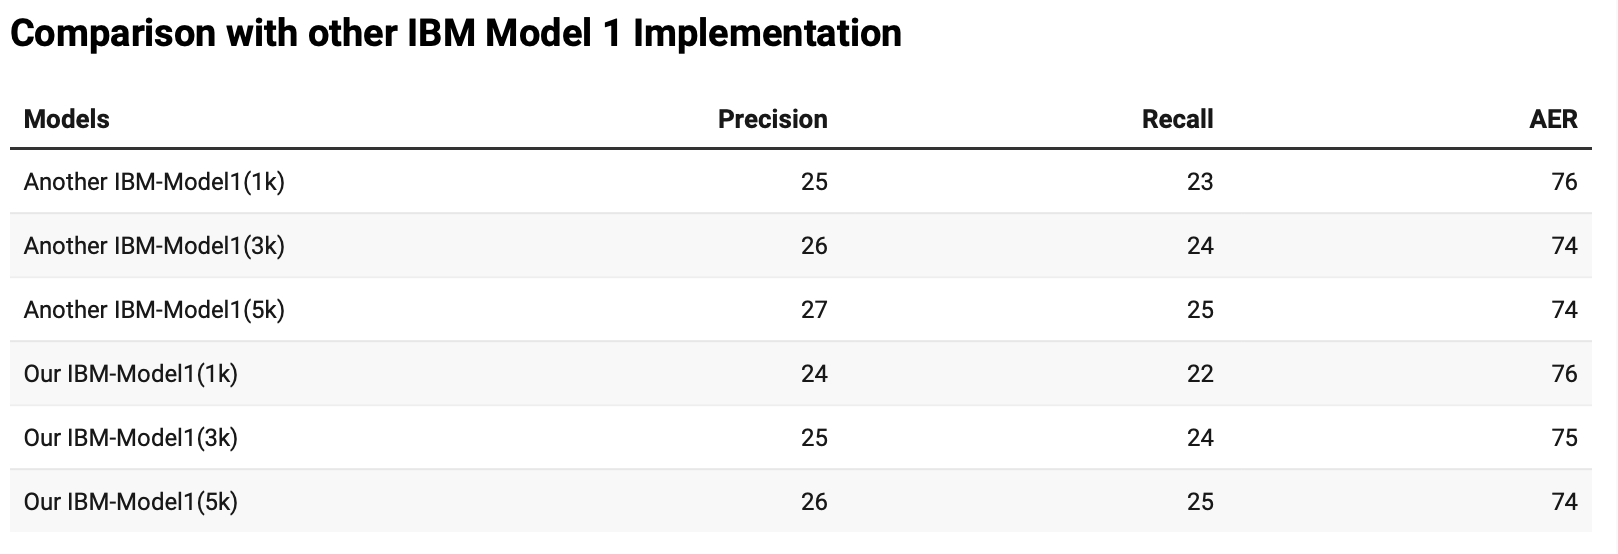 Comparison with other IBM Model 1 Implementation
Models Precision Recall AER
Another IBM-Model1(1k) 25 23 76
Another IBM-Model1(3k) 26 24 74
Another IBM-Model1(5k) 27 25 74
Our IBM-Model1(1k) 24 22 76
Our IBM-Model1(3k) 25 24 75
Our IBM-Model1(5k) 26 25 74